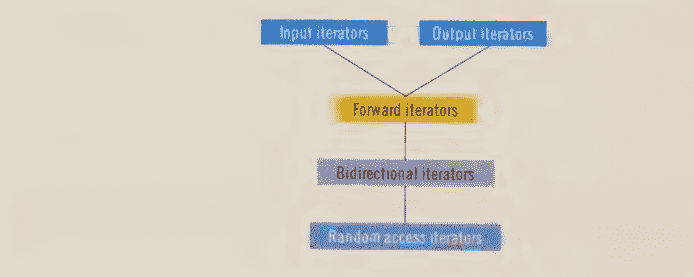 Input iterators
Output iterators
Forward iterators
Bidirectional iterators
Random access iterators